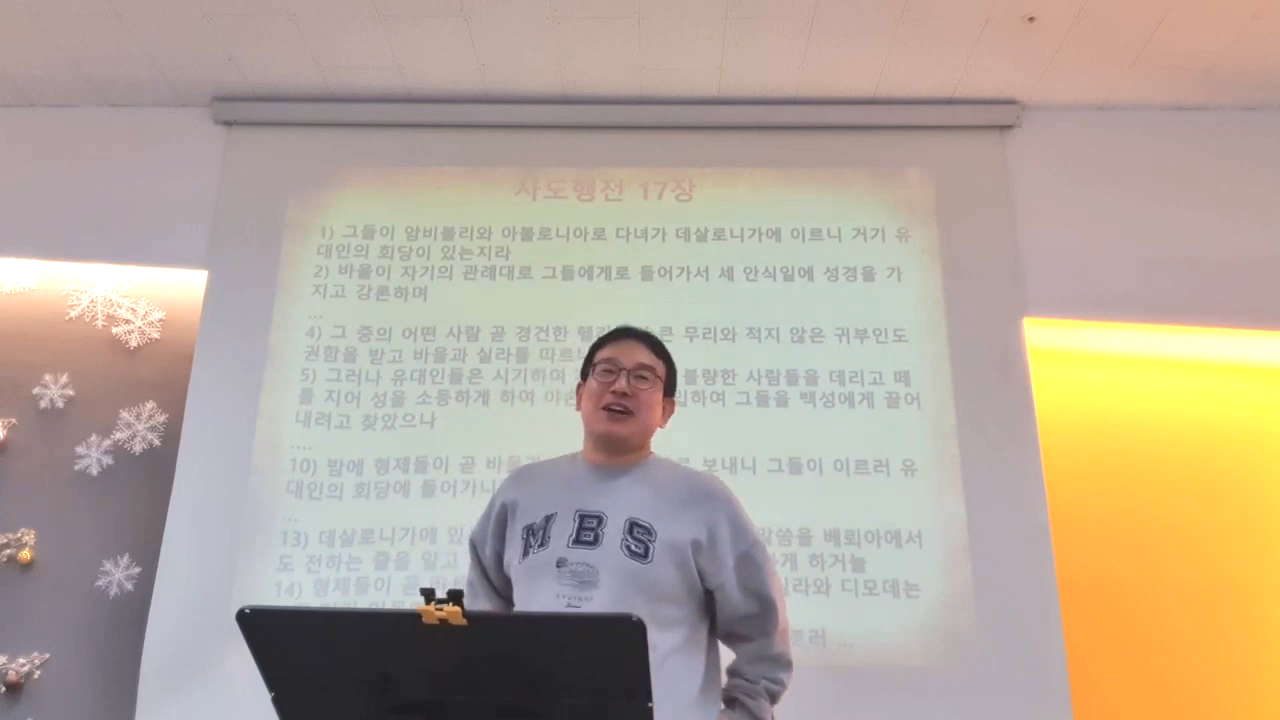 사도행전 17장
1) 그들이 암비볼리와 아볼로니아로 다녀가 데살로니가에 이르니 거기 유
대인의 회당이 있는지라
2) 바울이 자기의 관례대로 그들에게로 들어가서 세 안식일에 성경을 가
지고 강론하며
...
4) 그 중의 어떤 사람 곧 경건한 큰 무리와 적지 않은 귀부인도
권함을 받고 바울과 실라를 따르나
5) 그러나 유대인들은 시기하여 불량한 사람들을 데리고 떼
를 지어 성을 소동하게 하여 그들을 백성에게 끌어
내려고 찾았으나
....
10) 밤에 형제들이 곧 보내니 그들이 이르러 유
대인의 회당에 들어가니
...
13) 데살로니가에 말씀을 베뢰아에서
도 전하는 줄을 알고 하거늘
14) 형제들이 곧 디모데는
...
MBS